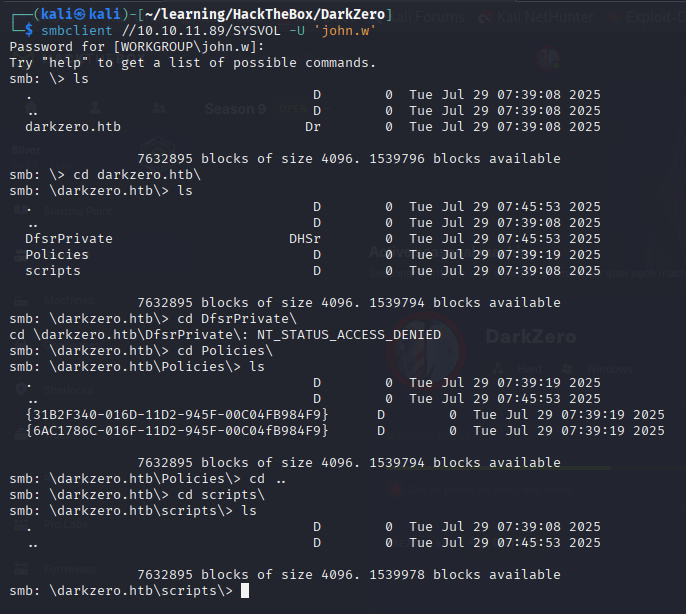 (kali㉿kali)-[~/learning/HackTheBox/DarkZero]
$ smbclient //10.10.11.89/SYSVOL -U 'john.w'
Password for [WORKGROUP\john.w]:
Try "help" to get a list of possible commands.
smb: \> ls
. D 0 Tue Jul 29 07:39:08 2025
.. D 0 Tue Jul 29 07:39:08 2025
darkzero.htb Dr 0 Tue Jul 29 07:39:08 2025
7632895 blocks of size 4096. 1539796 blocks available
smb: \> cd darkzero.htb\
smb: \darkzero.htb\> ls
. D 0 Tue Jul 29 07:45:53 2025
.. D 0 Tue Jul 29 07:39:08 2025
DfsrPrivate DHSr 0 Tue Jul 29 07:45:53 2025
Policies D 0 Tue Jul 29 07:39:19 2025
scripts D 0 Tue Jul 29 07:39:08 2025
7632895 blocks of size 4096. 1539794 blocks available
smb: \darkzero.htb\> cd DfsrPrivate\
cd \darkzero.htb\DfsrPrivate\: NT_STATUS_ACCESS_DENIED
smb: \darkzero.htb\> cd Policies\
smb: \darkzero.htb\Policies\> ls
. D 0 Tue Jul 29 07:39:19 2025
.. D 0 Tue Jul 29 07:45:53 2025
{31B2F340-016D-11D2-945F-00C04FB984F9} D 0 Tue Jul 29 07:39:19 2025
{6AC1786C-016F-11D2-945F-00C04fB984F9} D 0 Tue Jul 29 07:39:19 2025
7632895 blocks of size 4096. 1539794 blocks available
smb: \darkzero.htb\Policies\> cd ..
smb: \darkzero.htb\> cd scripts\
smb: \darkzero.htb\scripts\> ls
. D 0 Tue Jul 29 07:39:08 2025
.. D 0 Tue Jul 29 07:45:53 2025
7632895 blocks of size 4096. 1539978 blocks available
smb: \darkzero.htb\scripts\>
Kali Forums
Kali NetHunter
Exploit-D
Season 9
DarkZero
Windows